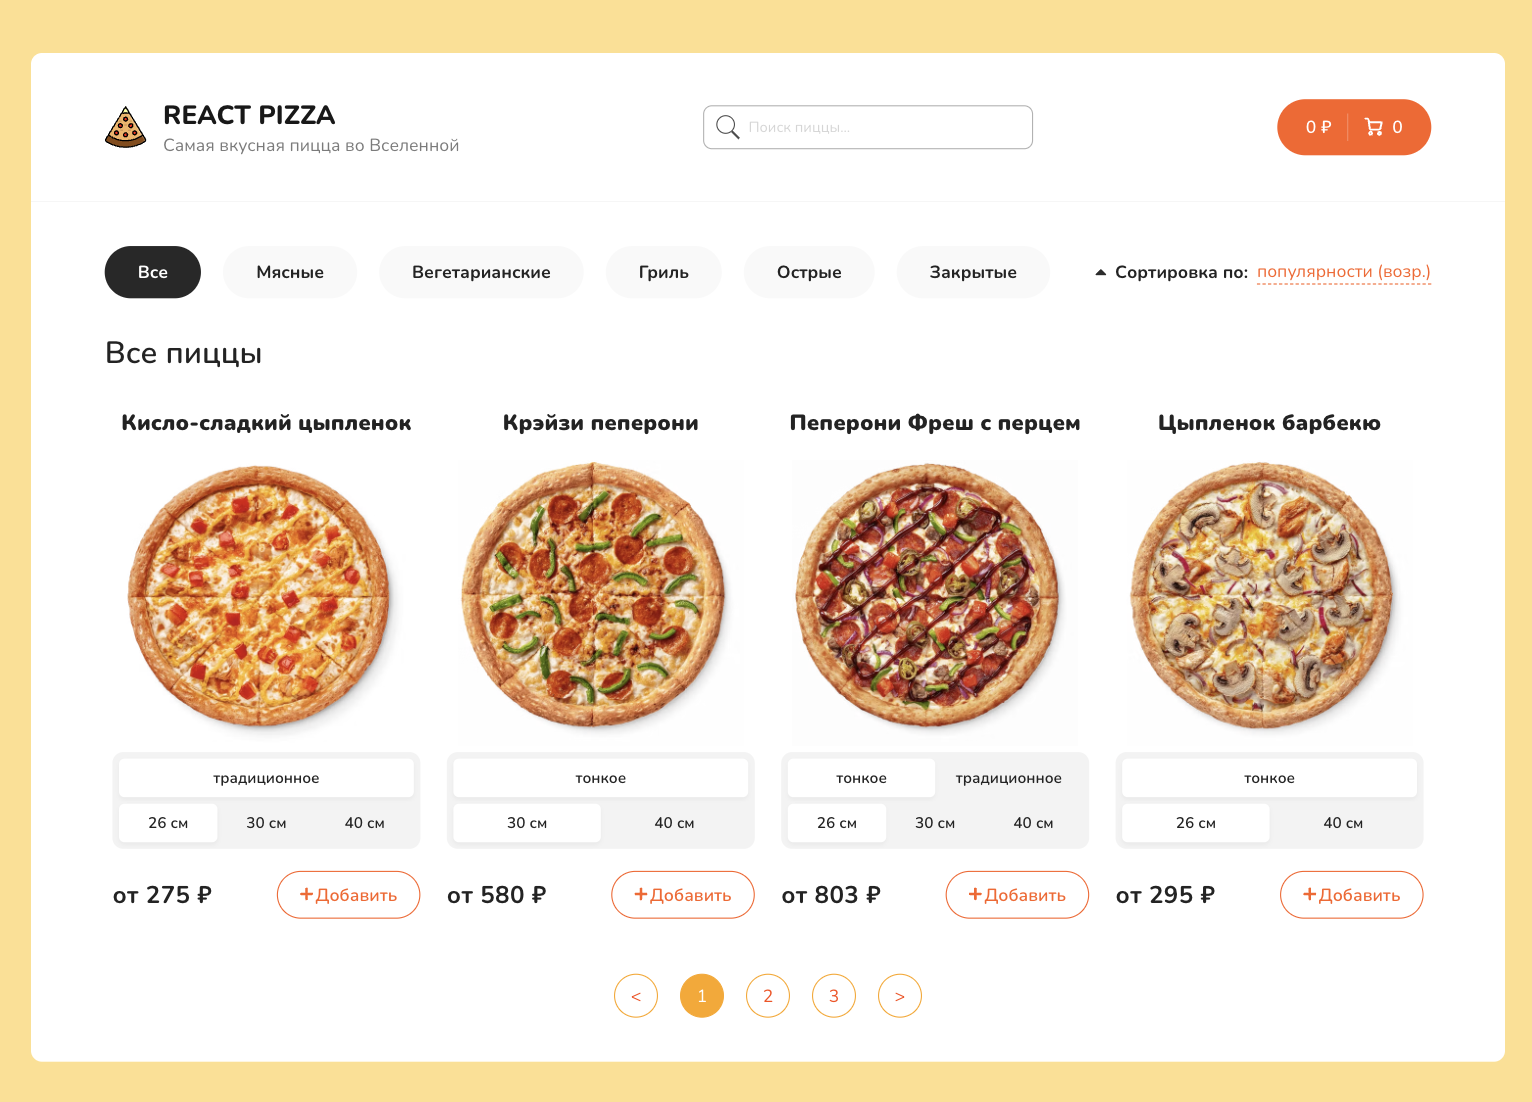 REACT PIZZA
Самая вкусная пицца во Вселенной
Поиск пиццы...
0 ₽ 0
Все Мясные Вегетарианские Гриль Острые Закрытые Сортировка по: популярности (возр.)
Все пиццы
Кисло-сладкий цыпленок Крэйзи пеперони Пеперони Фреш с перцем Цыпленок барбекю
традиционное тонкое тонкое традиционное тонкое
26 см 30 см 40 см 30 см 40 см 26 см 30 см 40 см 26 см 40 см
от 275 ₽ +Добавить от 580 ₽ +Добавить от 803 ₽ +Добавить от 295 ₽ +Добавить
< 1 2 3 >